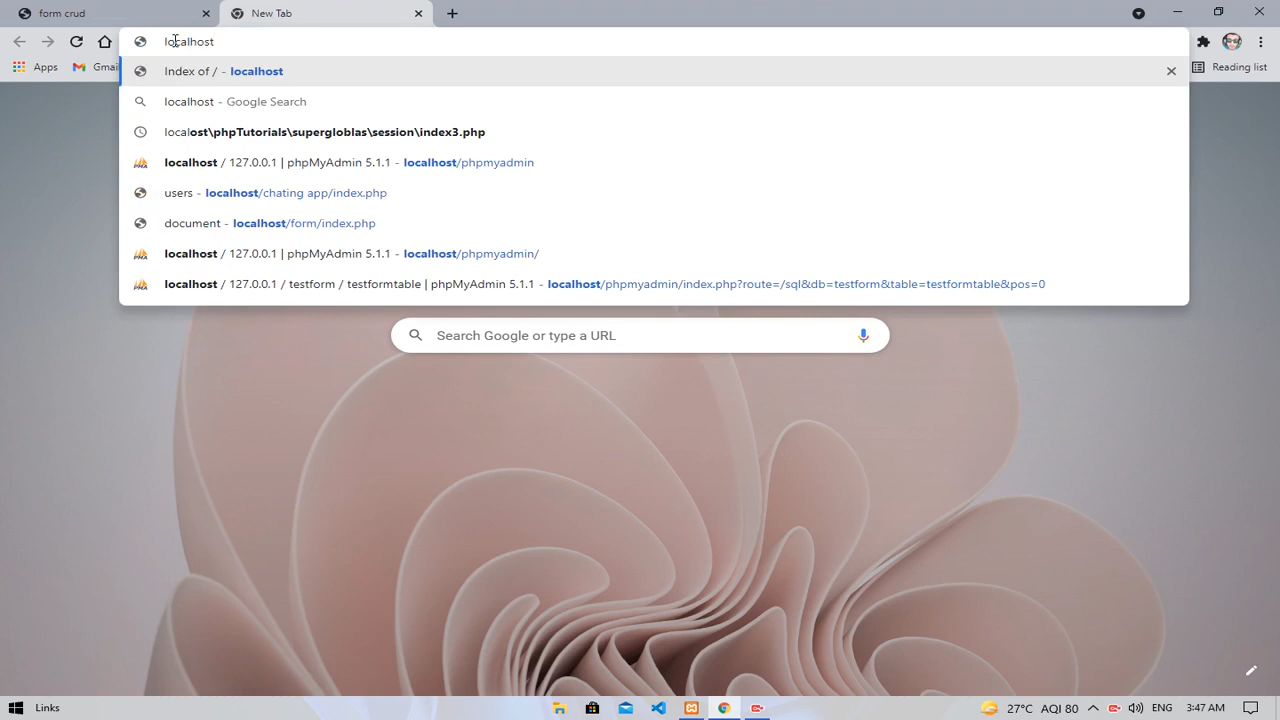 form crud
New Tab
localhost
Apps
Gmai
Reading list
Index of / - localhost
localhost - Google Search
localost\phpTutorials\supergloblas\session\index3.php
localhost / 127.0.0.1 | phpMyAdmin 5.1.1 - localhost/phpmyadmin
users - localhost/chating app/index.php
document - localhost/form/index.php
localhost / 127.0.0.1 | phpMyAdmin 5.1.1 - localhost/phpmyadmin/
localhost / 127.0.0.1 / testform / testformtable | phpMyAdmin 5.1.1 - localhost/phpmyadmin/index.php?route=/sql&db=testform&table=testformtable&pos=0
Search Google or type a URL
Links
27°C AQI 80
ENG
3:47 AM